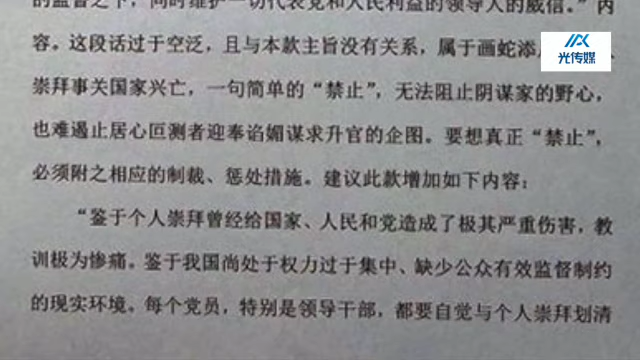 的监督之下，同时维护一切代表党和人民利益的领导人的威信。”内
容。这段话过于空泛，且与本款主旨没有关系，属于画蛇添
崇拜事关国家兴亡，一句简单的“禁止”，无法阻止阴谋家的野心，
也难遏止居心叵测者迎奉谄媚谋求升官的企图。要想真正“禁止”，
必须附之相应的制裁、惩处措施。建议此款增加如下内容：
“鉴于个人崇拜曾经给国家、人民和党造成了极其严重伤害，教
训极为惨痛。鉴于我国尚处于权力过于集中、缺少公众有效监督制约
的现实环境。每个党员，特别是领导干部，都要自觉与个人崇拜划清
光传媒